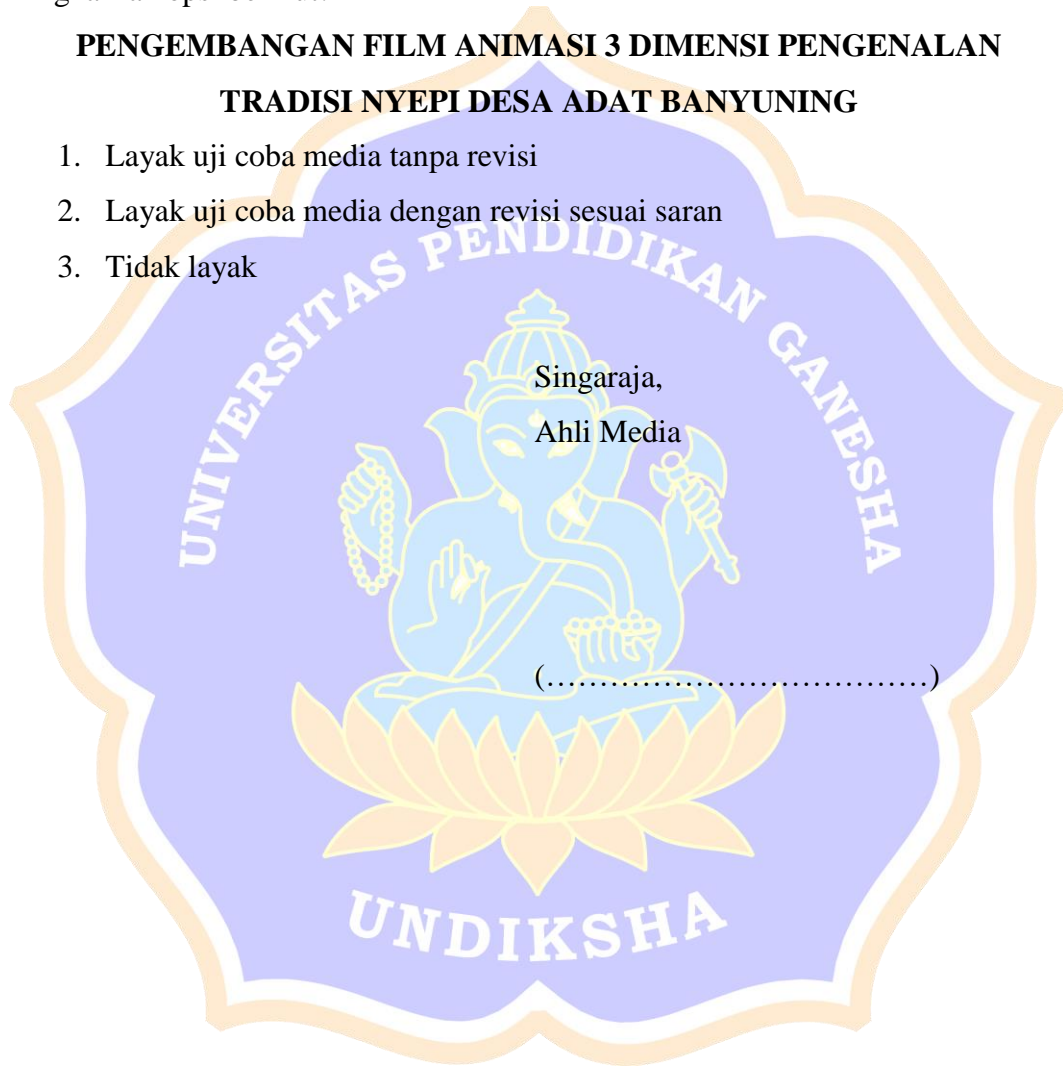 PENGEMBANGAN FILM ANIMASI 3 DIMENSI PENGENALAN
TRADISI NYEPI DESA ADAT BANYUNING
1. Layak uji coba media tanpa revisi
2. Layak uji coba media dengan revisi sesuai saran
3. Tidak layak
UNIVERSITAS PENDIDIKAN GANESHA
Singaraja,
Ahli Media
(………………………………)
UNDIKSHA